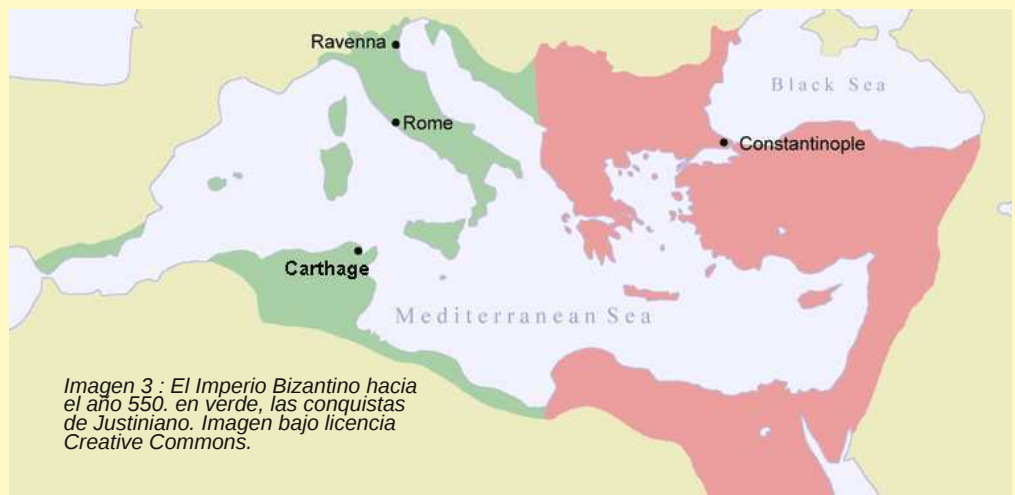 Ravenna
Black Sea
Rome
Constantinople
Carthage
Mediterranean Sea
Imagen 3 : El Imperio Bizantino hacia
el año 550. en verde, las conquistas
de Justiniano. Imagen bajo licencia
Creative Commons.